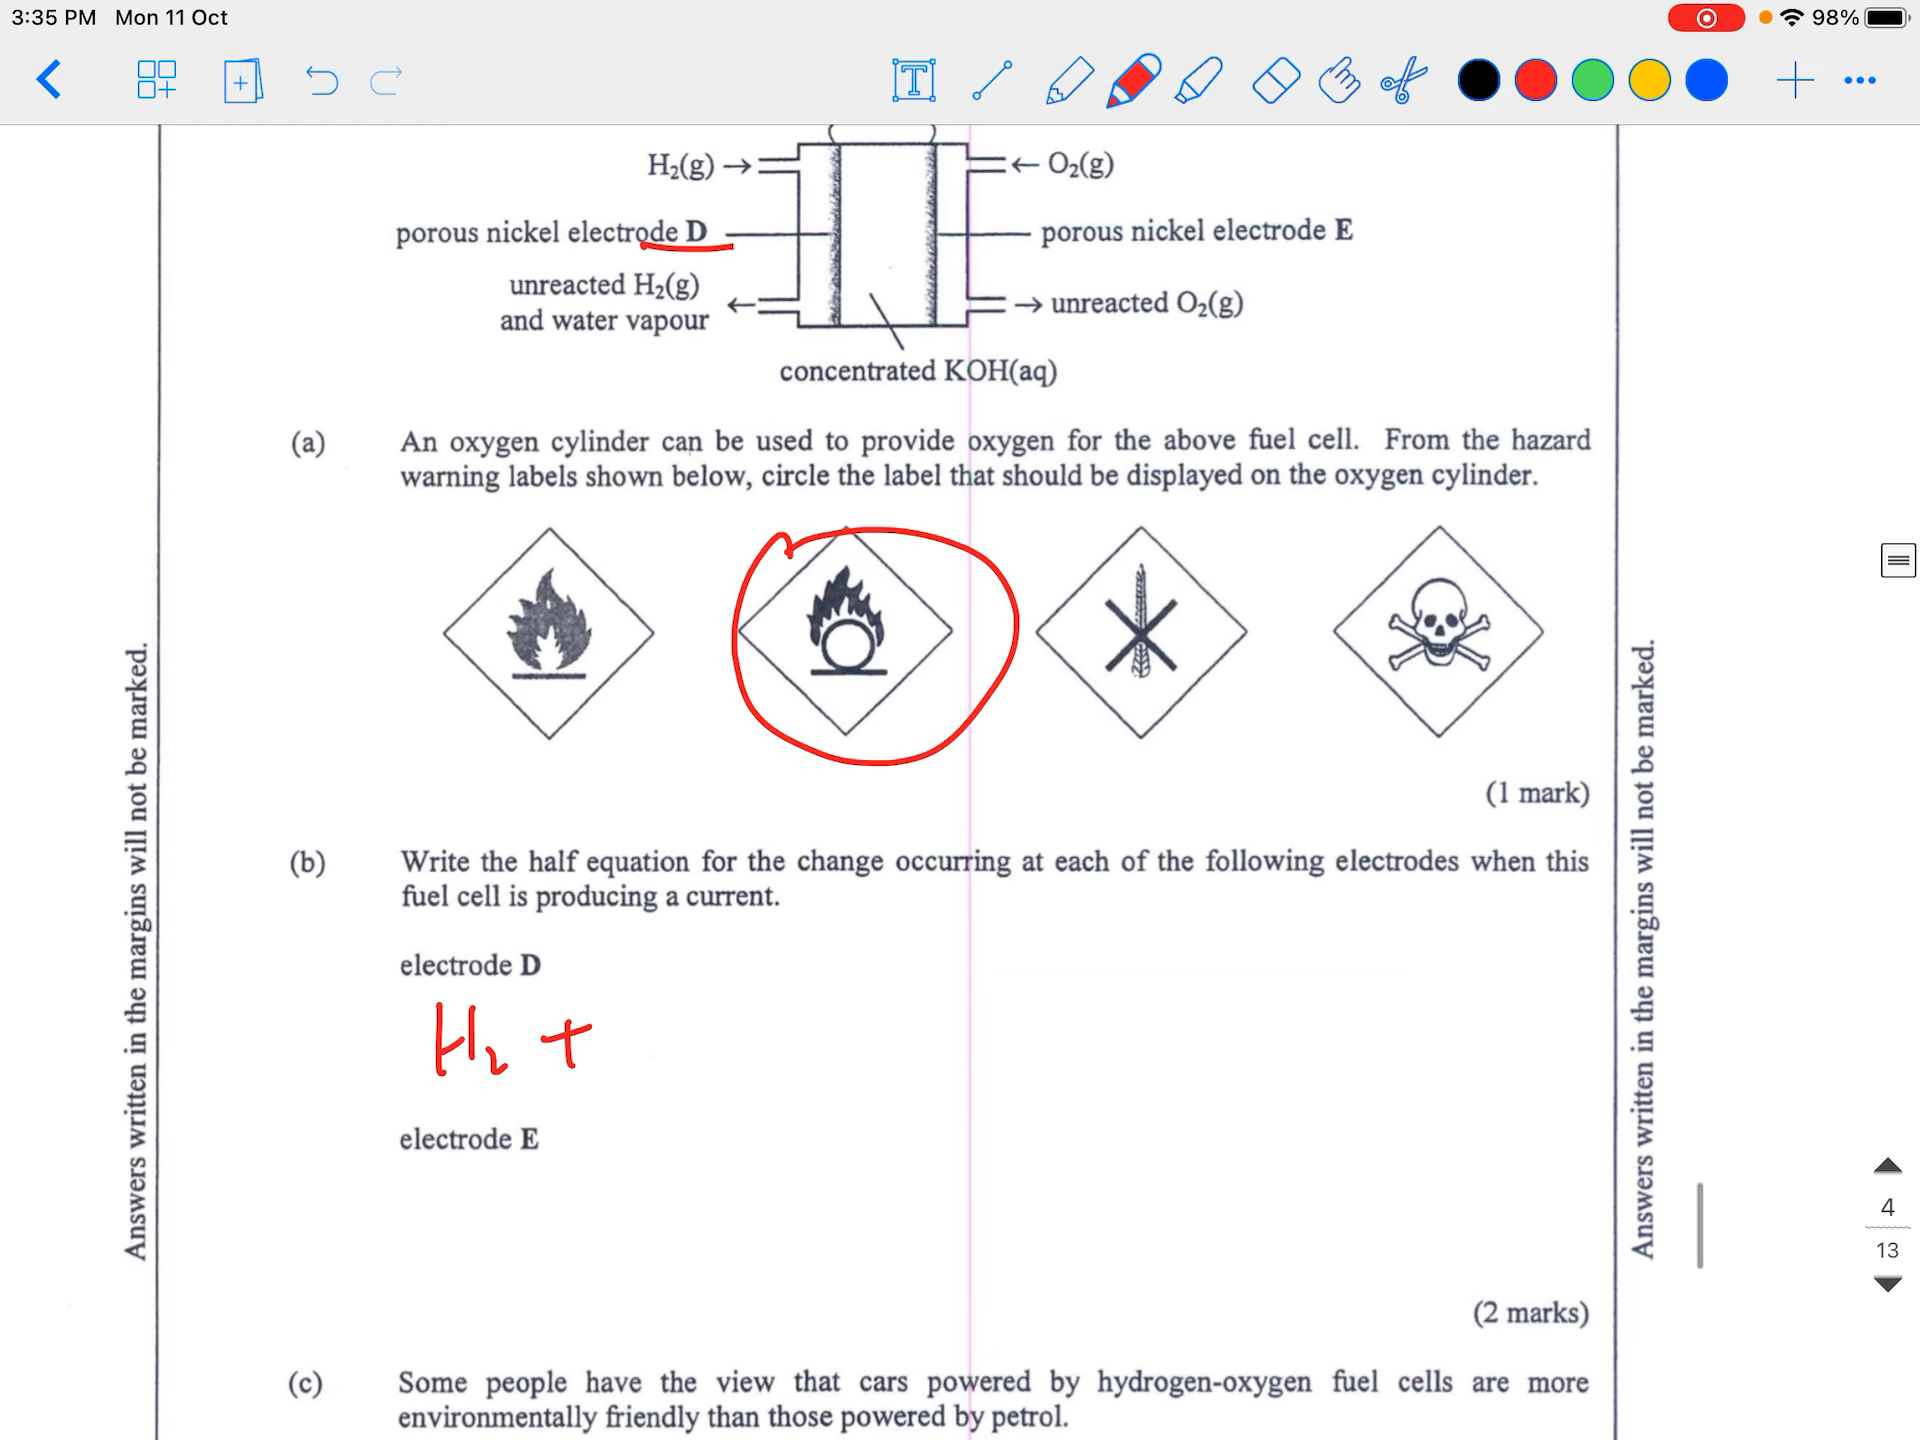 3:35 PM Mon 11 Oct
98%
T
H₂(g) →
← O₂(g)
porous nickel electrode D
porous nickel electrode E
unreacted H₂(g)
and water vapour
←
→ unreacted O₂(g)
concentrated KOH(aq)
(a) An oxygen cylinder can be used to provide oxygen for the above fuel cell. From the hazard
warning labels shown below, circle the label that should be displayed on the oxygen cylinder.
(1 mark)
(b) Write the half equation for the change occurring at each of the following electrodes when this
fuel cell is producing a current.
electrode D
H₂ +
electrode E
(2 marks)
(c) Some people have the view that cars powered by hydrogen-oxygen fuel cells are more
environmentally friendly than those powered by petrol.
Answers written in the margins will not be marked.
Answers written in the margins will not be marked.
4
13